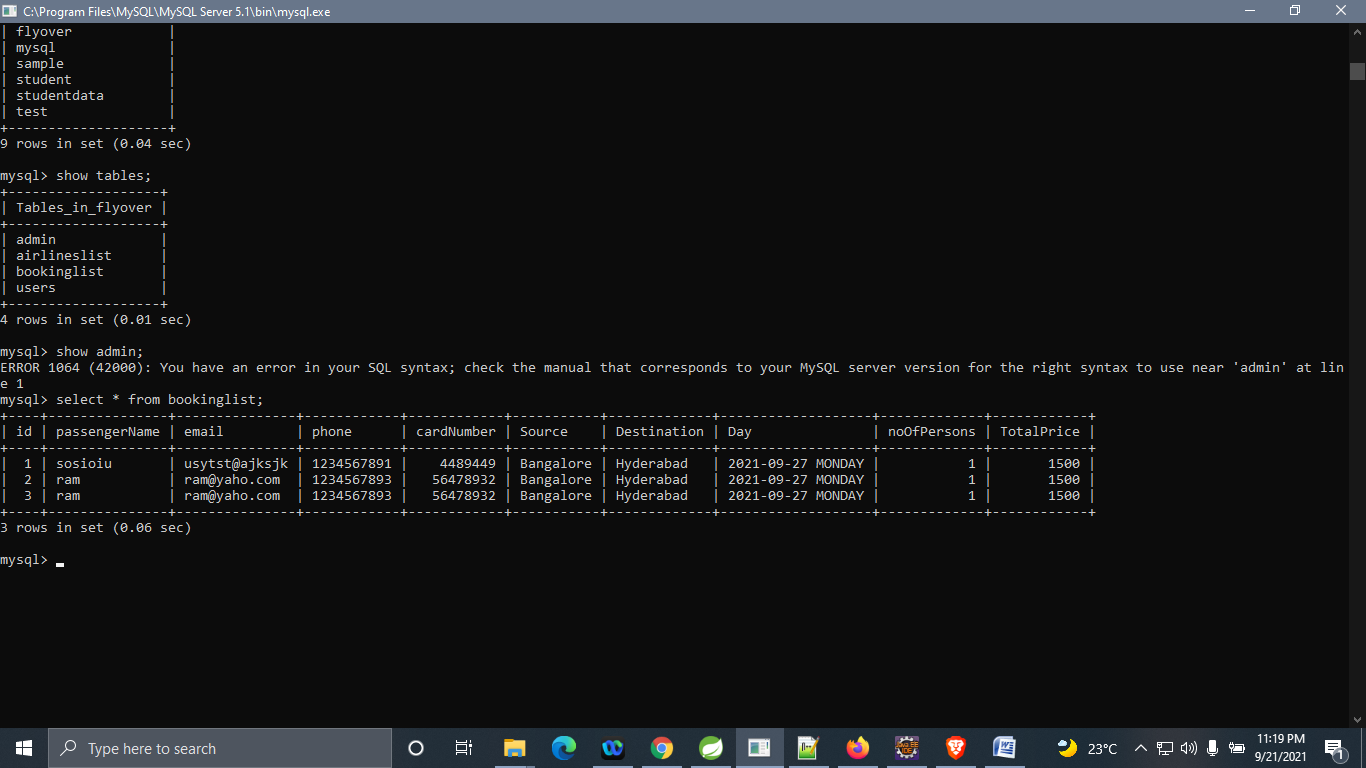 C:\Program Files\MySQL\MySQL Server 5.1\bin\mysql.exe
| flyover            |
| mysql              |
| sample             |
| student            |
| studentdata        |
| test               |
+--------------------+
9 rows in set (0.04 sec)
mysql> show tables;
+-------------------+
| Tables_in_flyover |
+-------------------+
| admin             |
| airlineslist      |
| bookinglist       |
| users             |
+-------------------+
4 rows in set (0.01 sec)
mysql> show admin;
ERROR 1064 (42000): You have an error in your SQL syntax; check the manual that corresponds to your MySQL server version for the right syntax to use near 'admin' at lin
e 1
mysql> select * from bookinglist;
+----+---------------+---------------+------------+------------+-----------+-------------+-------------------+-------------+------------+
| id | passengerName | email         | phone      | cardNumber | Source    | Destination | Day               | noOfPersons | TotalPrice |
+----+---------------+---------------+------------+------------+-----------+-------------+-------------------+-------------+------------+
|  1 | sosioiu       | usytst@ajksjk | 1234567891 |    4489449 | Bangalore | Hyderabad   | 2021-09-27 MONDAY |           1 |       1500 |
|  2 | ram           | ram@yaho.com  | 1234567893 |   56478932 | Bangalore | Hyderabad   | 2021-09-27 MONDAY |           1 |       1500 |
|  3 | ram           | ram@yaho.com  | 1234567893 |   56478932 | Bangalore | Hyderabad   | 2021-09-27 MONDAY |           1 |       1500 |
+----+---------------+---------------+------------+------------+-----------+-------------+-------------------+-------------+------------+
3 rows in set (0.06 sec)
mysql>
Type here to search
23°C
11:19 PM
9/21/2021
1